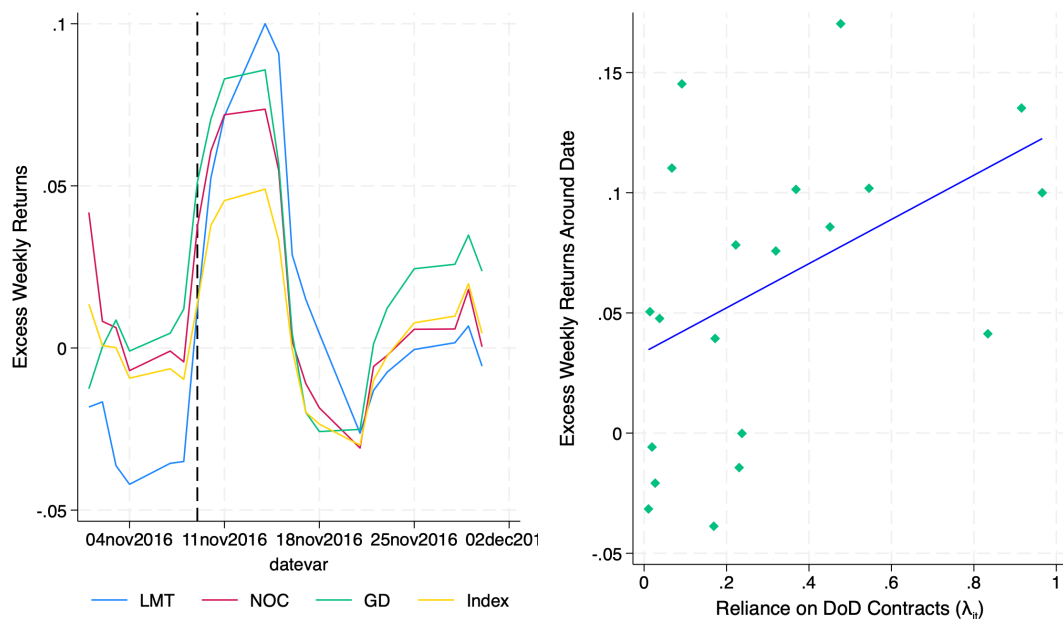 Excess Weekly Returns
.1
.05
0
-.05
04nov2016 11nov2016 18nov2016 25nov2016 02dec201
datevar
LMT NOC GD Index
Excess Weekly Returns Around Date
.15
.1
.05
0
-.05
0 .2 .4 .6 .8 1
Reliance on DoD Contracts (λit)